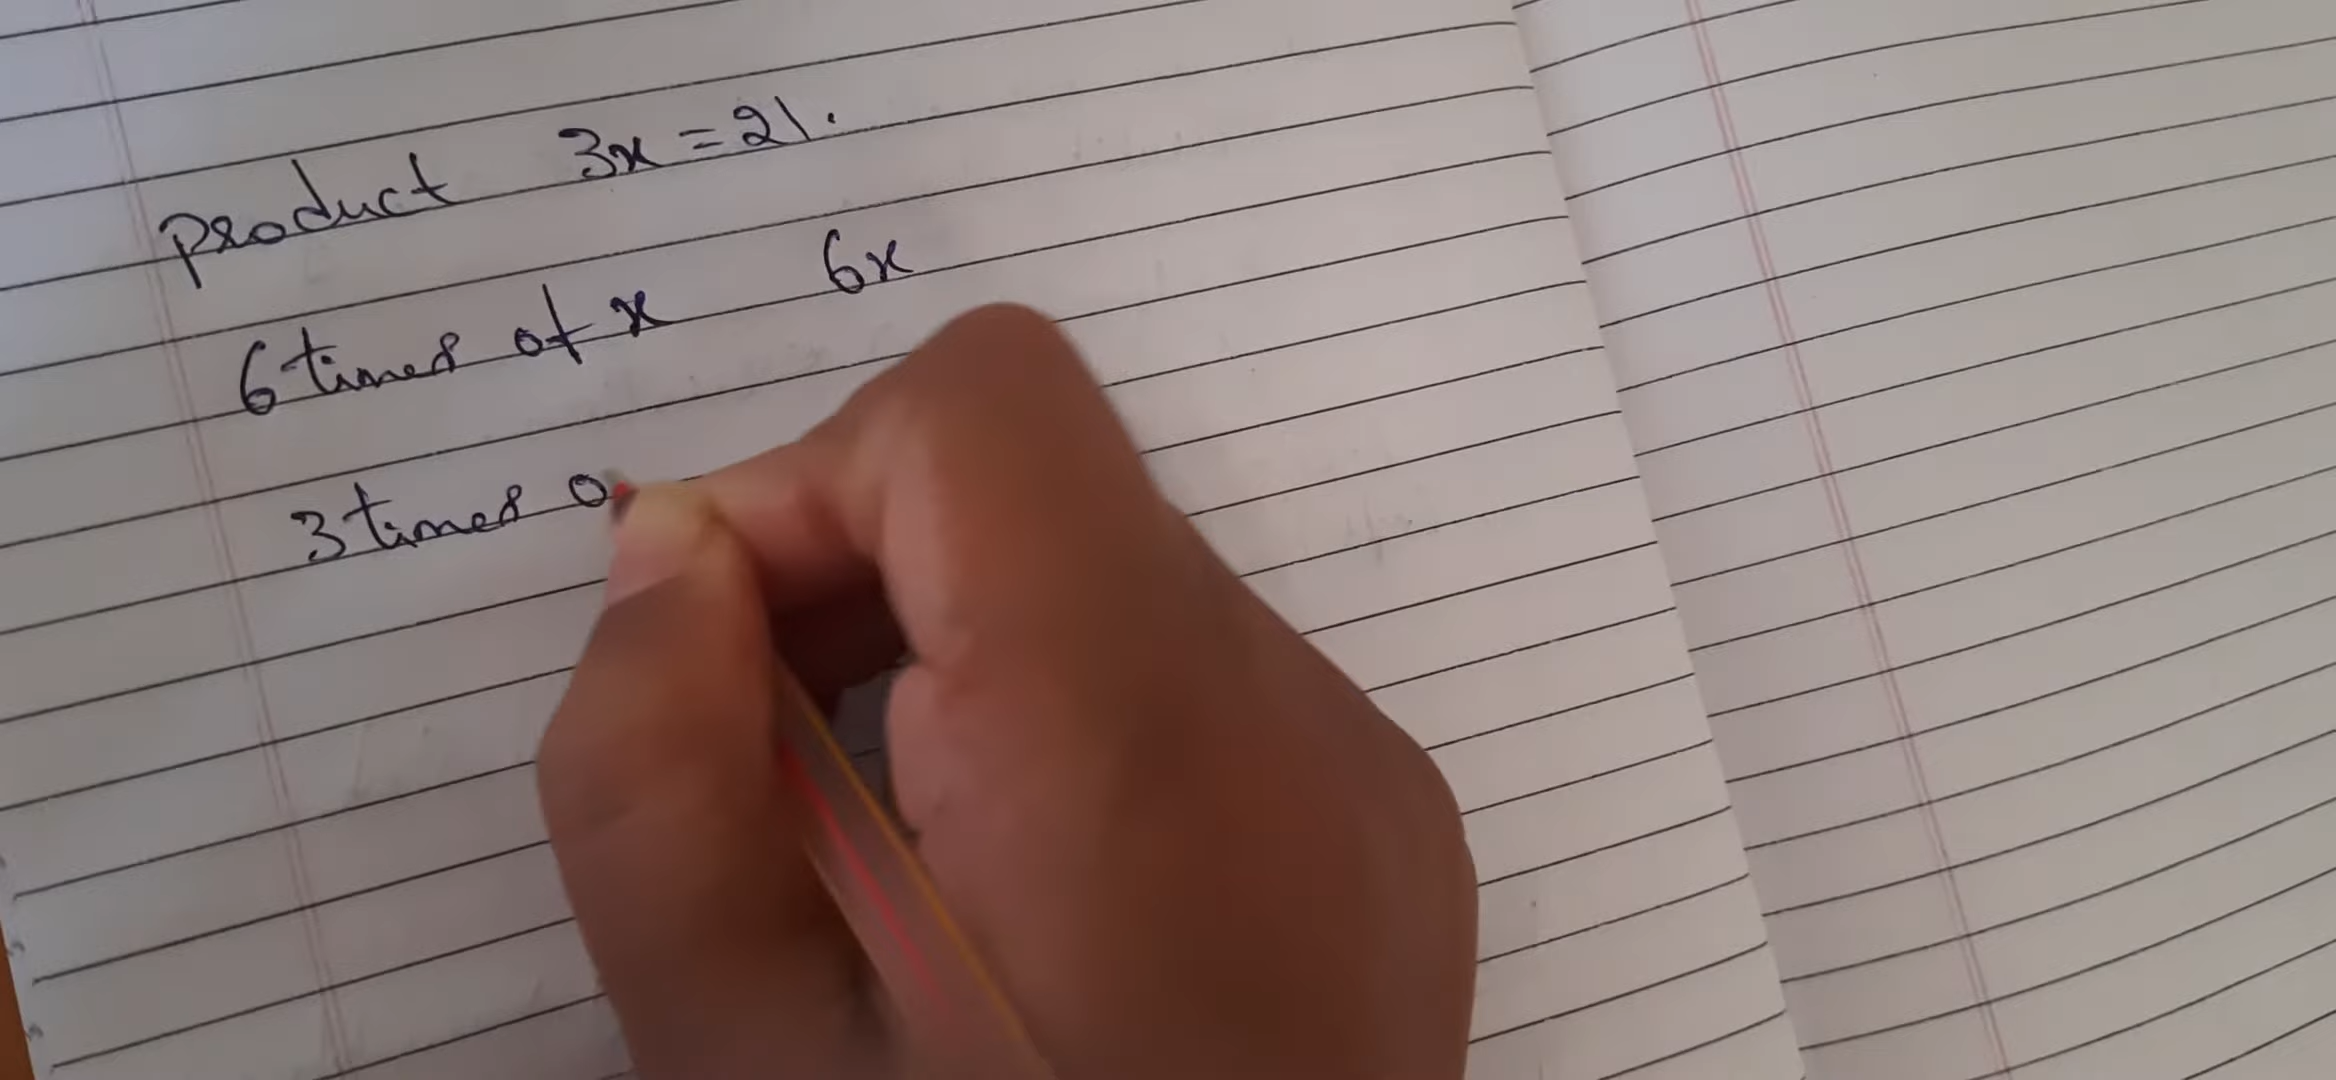 product 3x = 21.
6 times of x 6x
3 times o